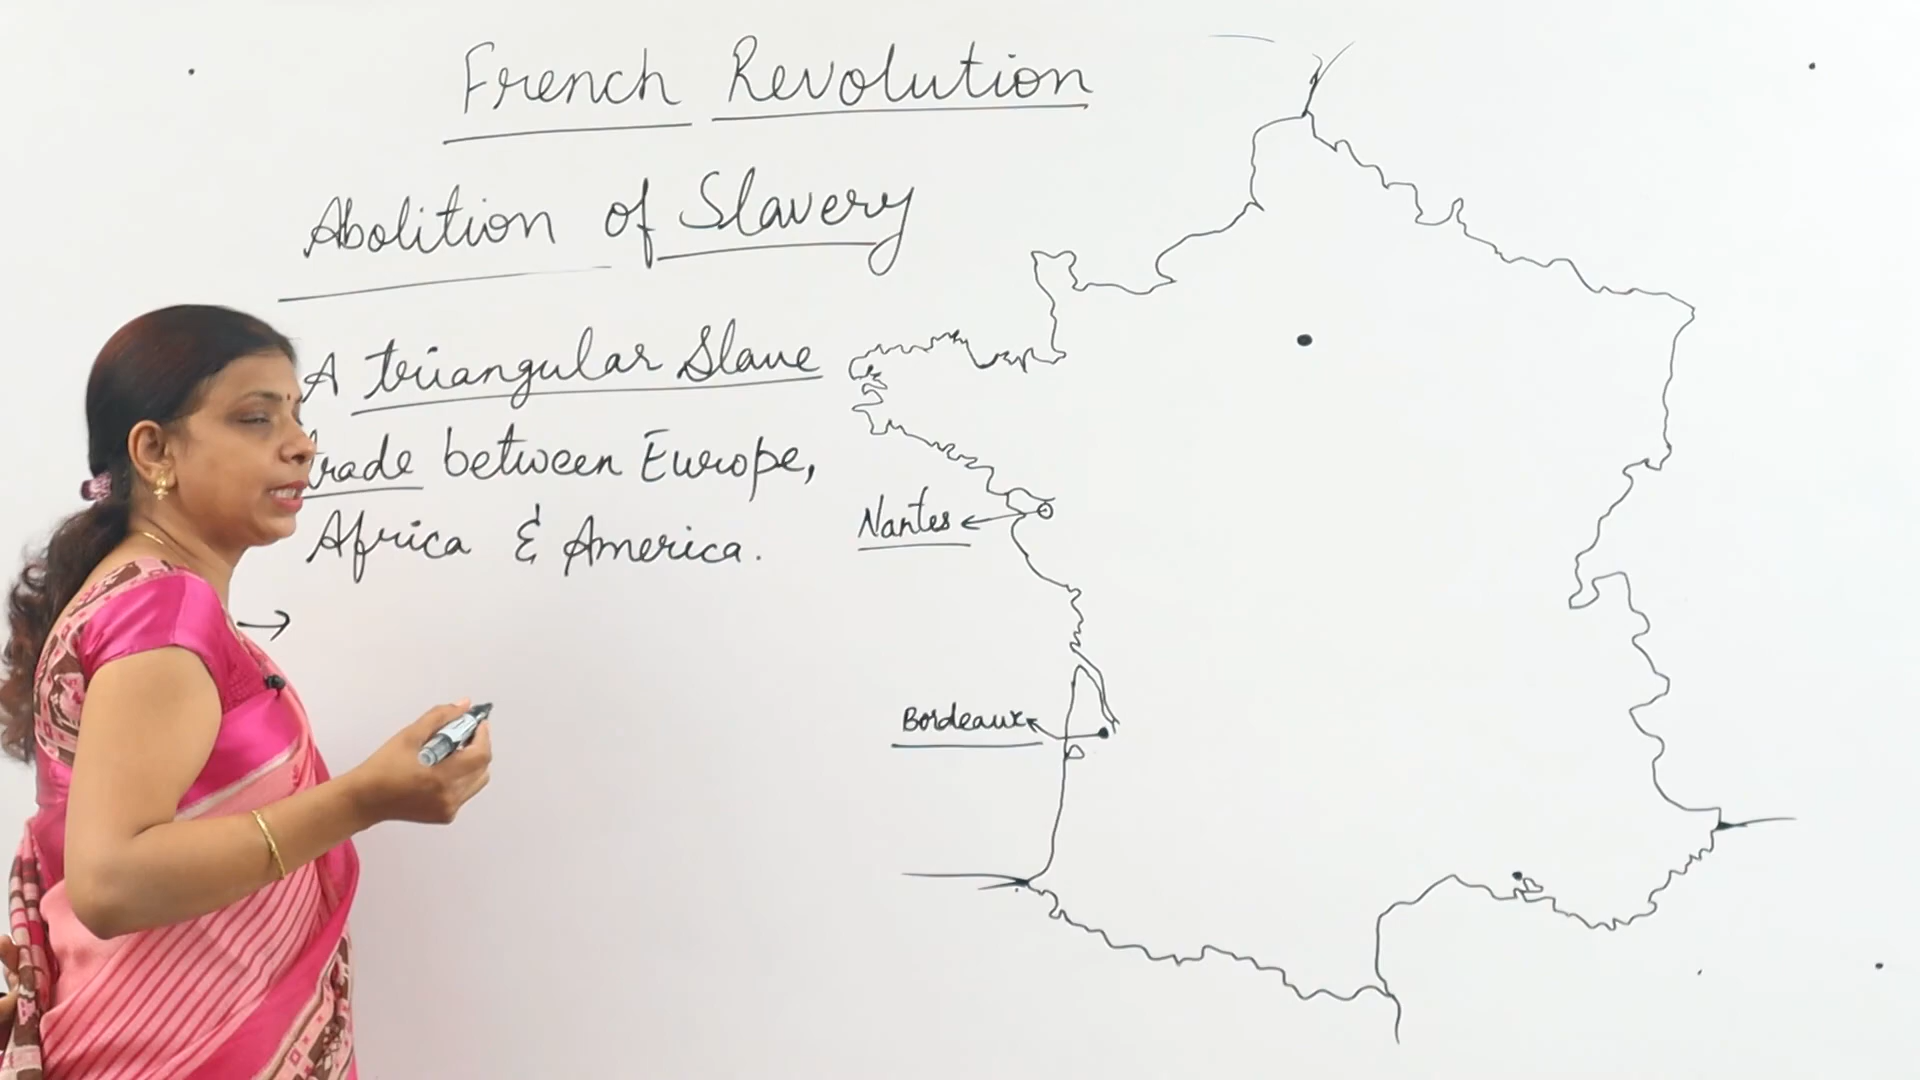 French Revolution
Abolition of Slavery
A triangular Slave
trade between Europe,
Africa & America.
→
Nantes
Bordeaux